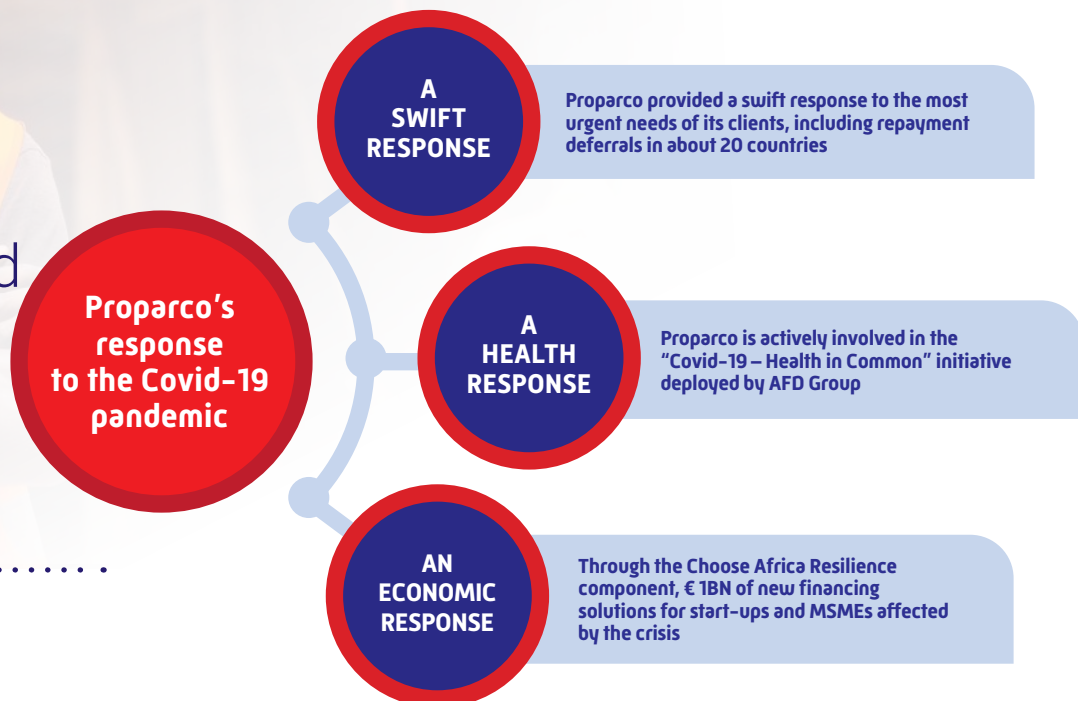 A
SWIFT
RESPONSE
Proparco provided a swift response to the most
urgent needs of its clients, including repayment
deferrals in about 20 countries
d
Proparco's
response
to the Covid-19
pandemic
A
HEALTH
RESPONSE
Proparco is actively involved in the
“Covid-19 – Health in Common” initiative
deployed by AFD Group
AN
ECONOMIC
RESPONSE
Through the Choose Africa Resilience
component, € 1BN of new financing
solutions for start-ups and MSMEs affected
by the crisis